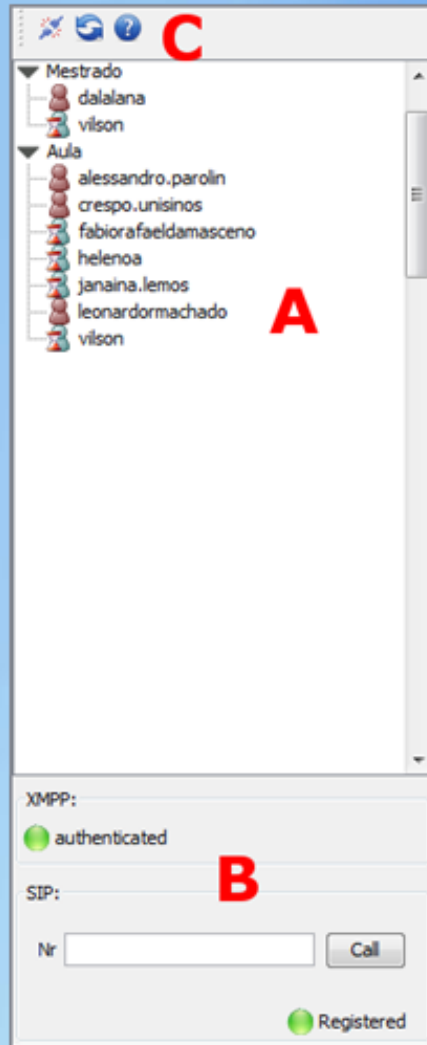 C
Mestrado
dalalana
vilson
Aula
alessandro.parolin
crespo.unisinos
fabiorafaeldamasceno
helenoa
janaina.lemos
leonardormachado
A
vilson
XMPP:
authenticated
B
SIP:
Nr Call
Registered